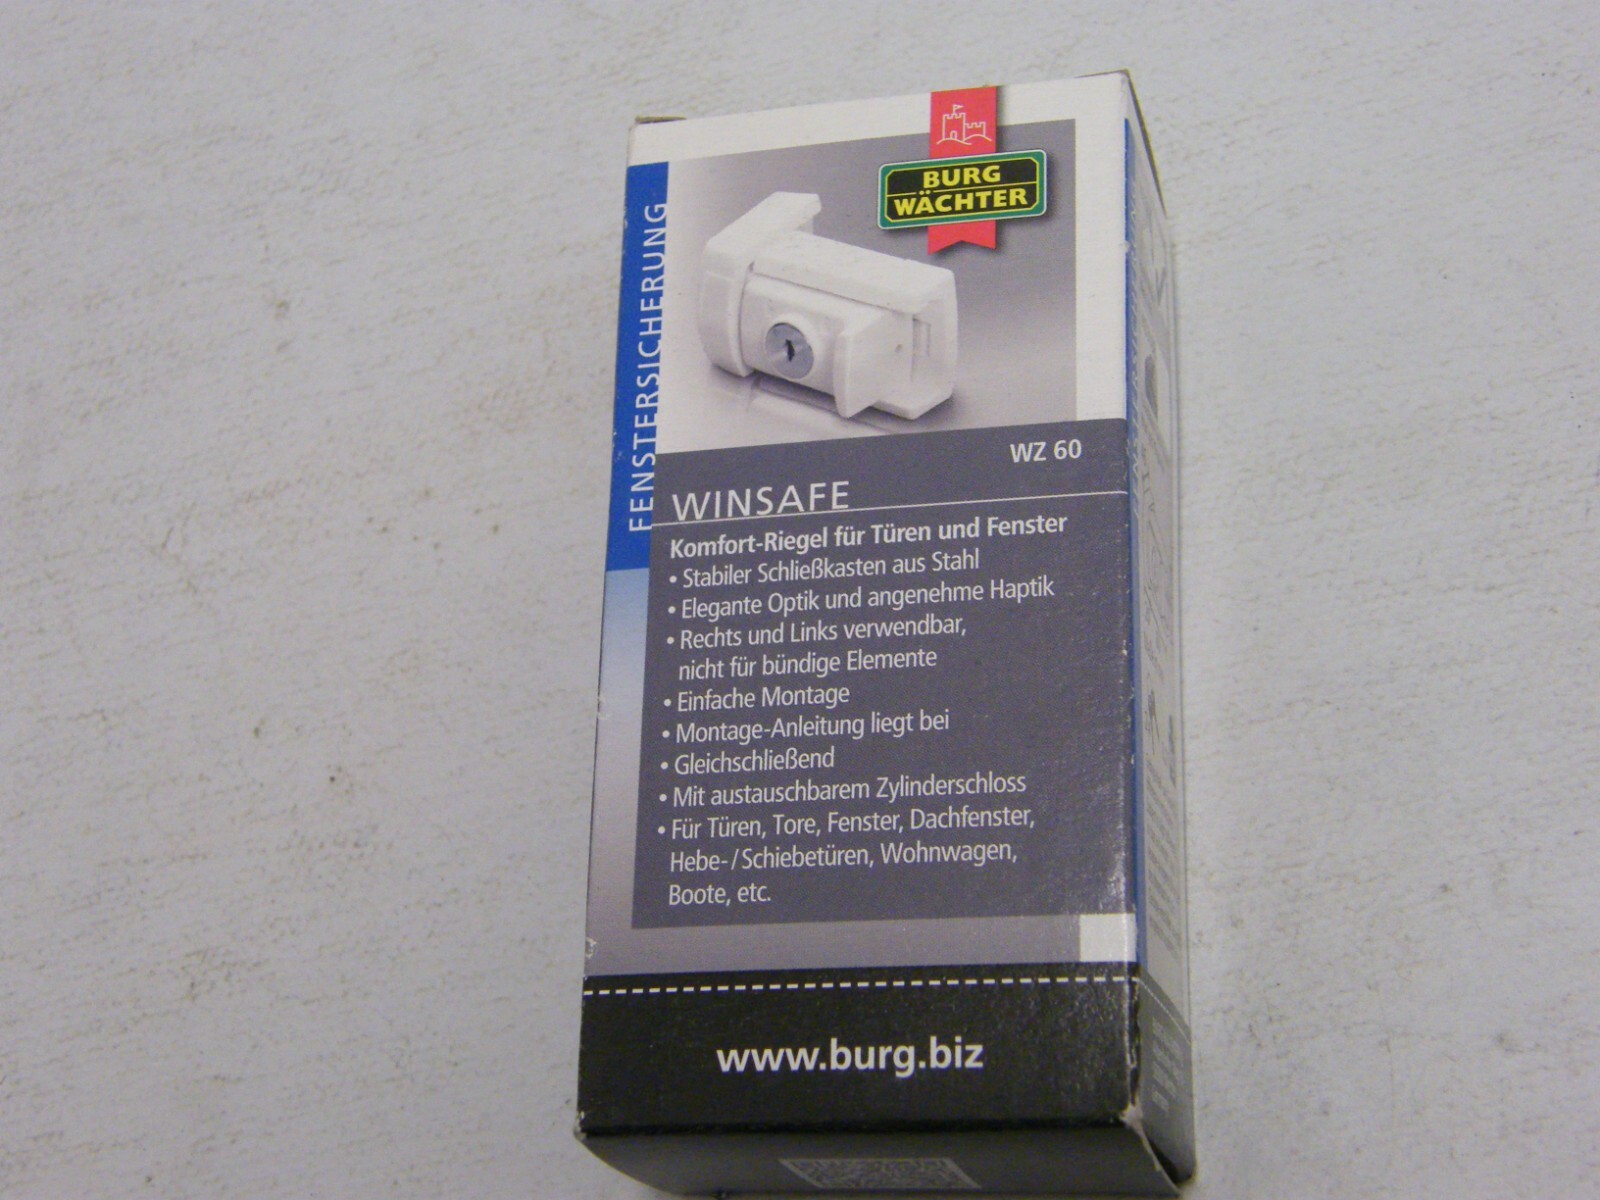 BURG
WÄCHTER
FENSTERSICHERUNG
WZ 60
WINSAFE
Komfort-Riegel für Türen und Fenster
• Stabiler Schließkasten aus Stahl
• Elegante Optik und angenehme Haptik
• Rechts und Links verwendbar,
nicht für bündige Elemente
• Einfache Montage
• Montage-Anleitung liegt bei
• Gleichschließend
• Mit austauschbarem Zylinderschloss
• Für Türen, Tore, Fenster, Dachfenster,
Hebe-/Schiebetüren, Wohnwagen,
Boote, etc.
www.burg.biz